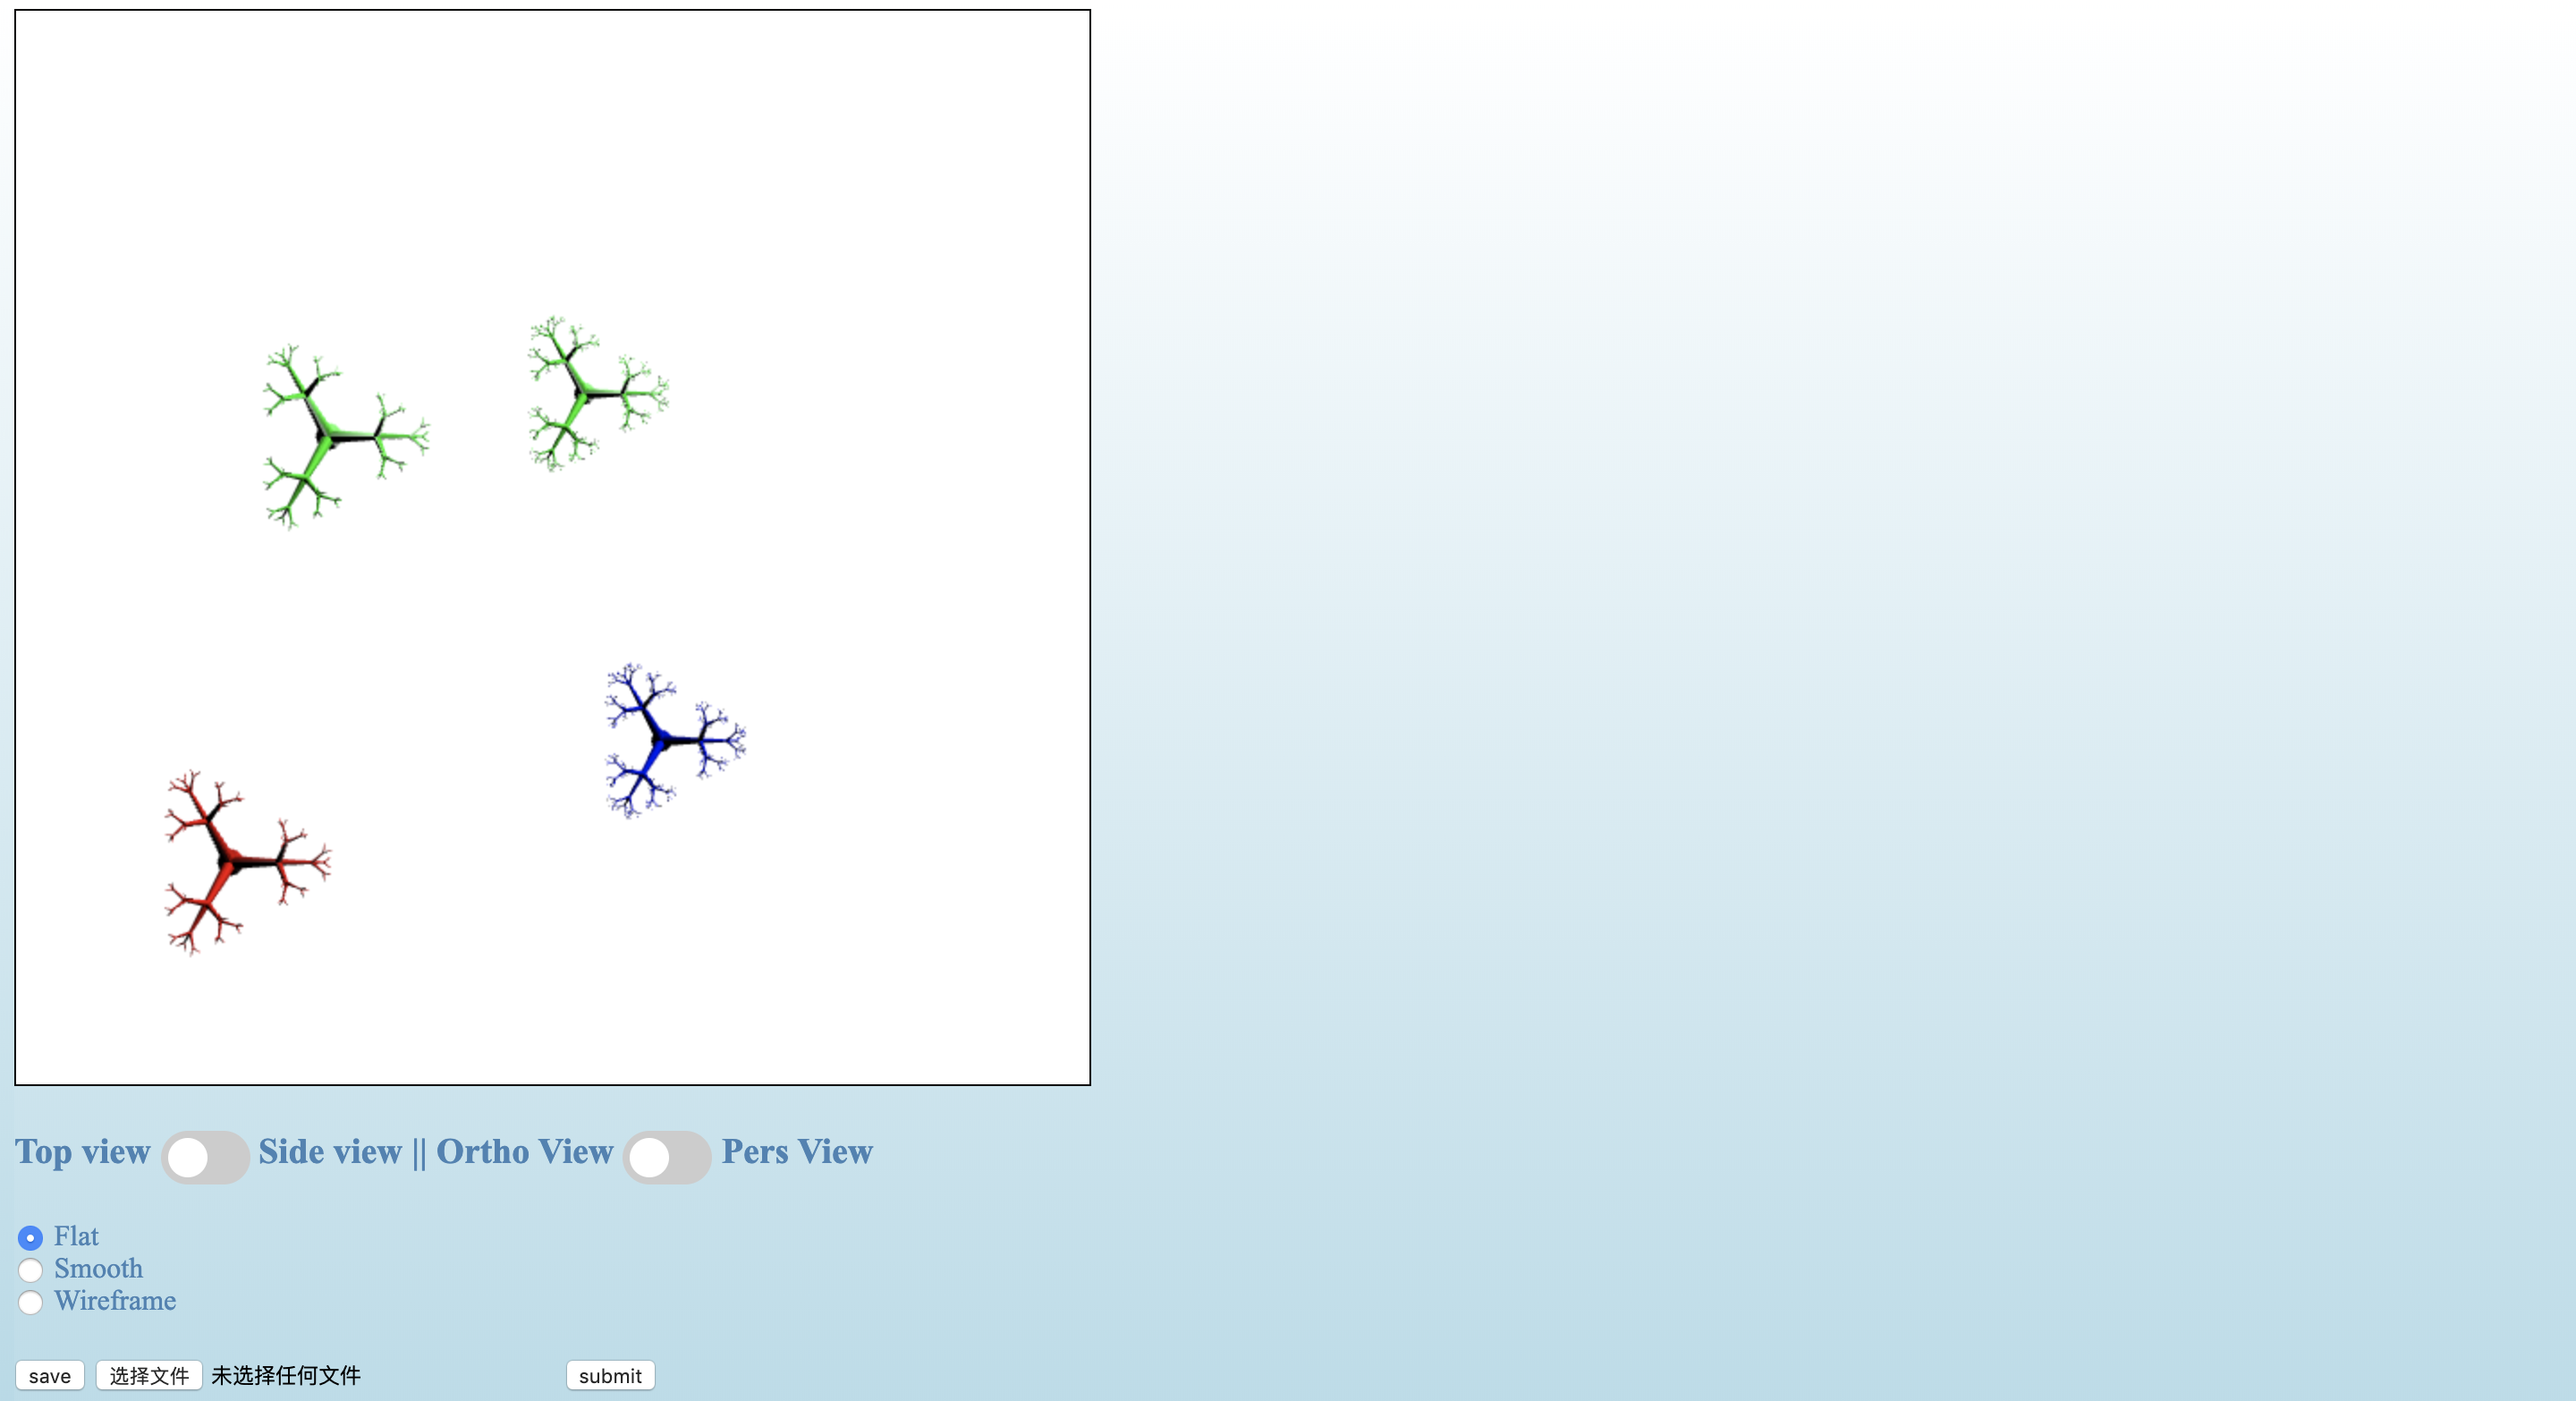 Top view Side view || Ortho View Pers View
Flat
Smooth
Wireframe
save 选择文件 未选择任何文件 submit